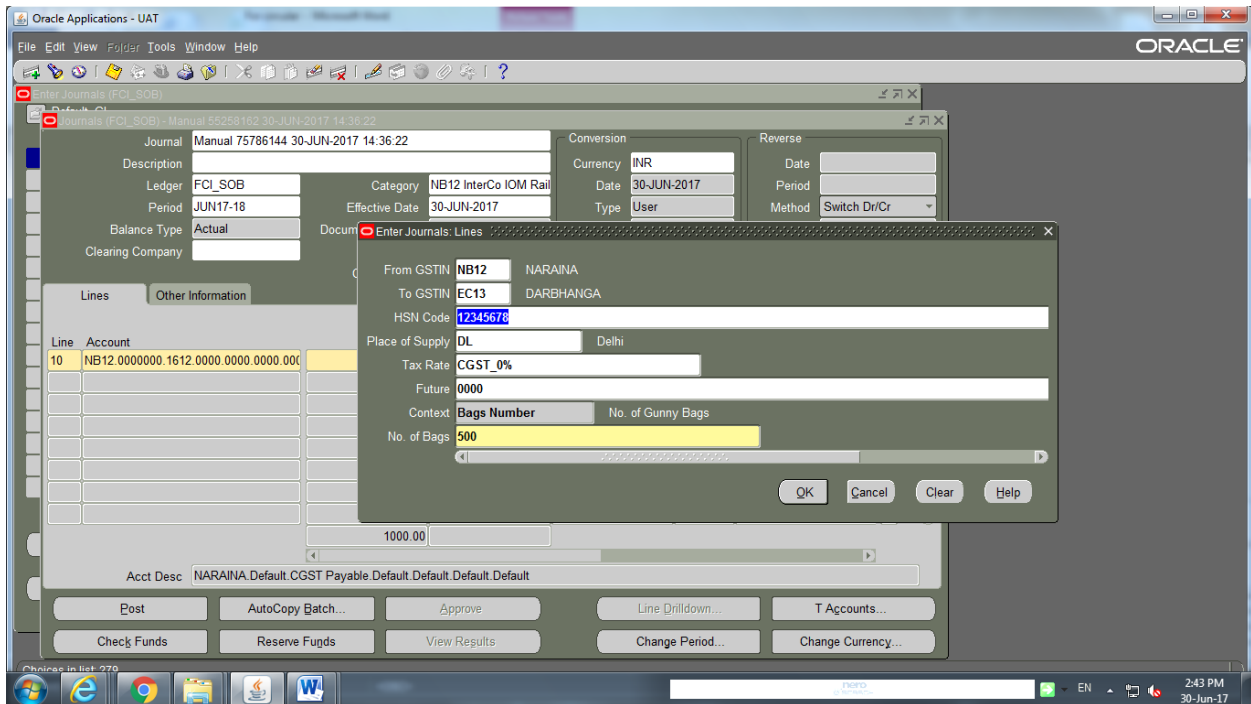 Oracle Applications - UAT
File Edit View Folder Tools Window Help
ORACLE
Enter Journals (FCI_SOB)
Journals (FCI_SOB) - Manual 55258162 30-JUN-2017 14:36:22
Journal Manual 75786144 30-JUN-2017 14:36:22 Conversion Reverse
Description Currency INR Date
Ledger FCI_SOB Category NB12 InterCo IOM Rail Date 30-JUN-2017 Period
Period JUN17-18 Effective Date 30-JUN-2017 Type User Method Switch Dr/Cr
Balance Type Actual Docum
Enter Journals: Lines
Clearing Company
From GSTIN NB12 NARAINA
To GSTIN EC13 DARBHANGA
Lines Other Information
HSN Code 12345678
Line Account
Place of Supply DL Delhi
10 NB12.0000000.1612.0000.0000.0000.000
Tax Rate CGST_0%
Future 0000
Context Bags Number No. of Gunny Bags
No. of Bags 500
OK Cancel Clear Help
1000.00
Acct Desc NARAINA.Default.CGST Payable.Default.Default.Default.Default
Post AutoCopy Batch... Approve Line Drilldown... T Accounts...
Check Funds Reserve Funds View Results Change Period... Change Currency...
Choices in list: 279
nero
EN
2:43 PM
30-Jun-17